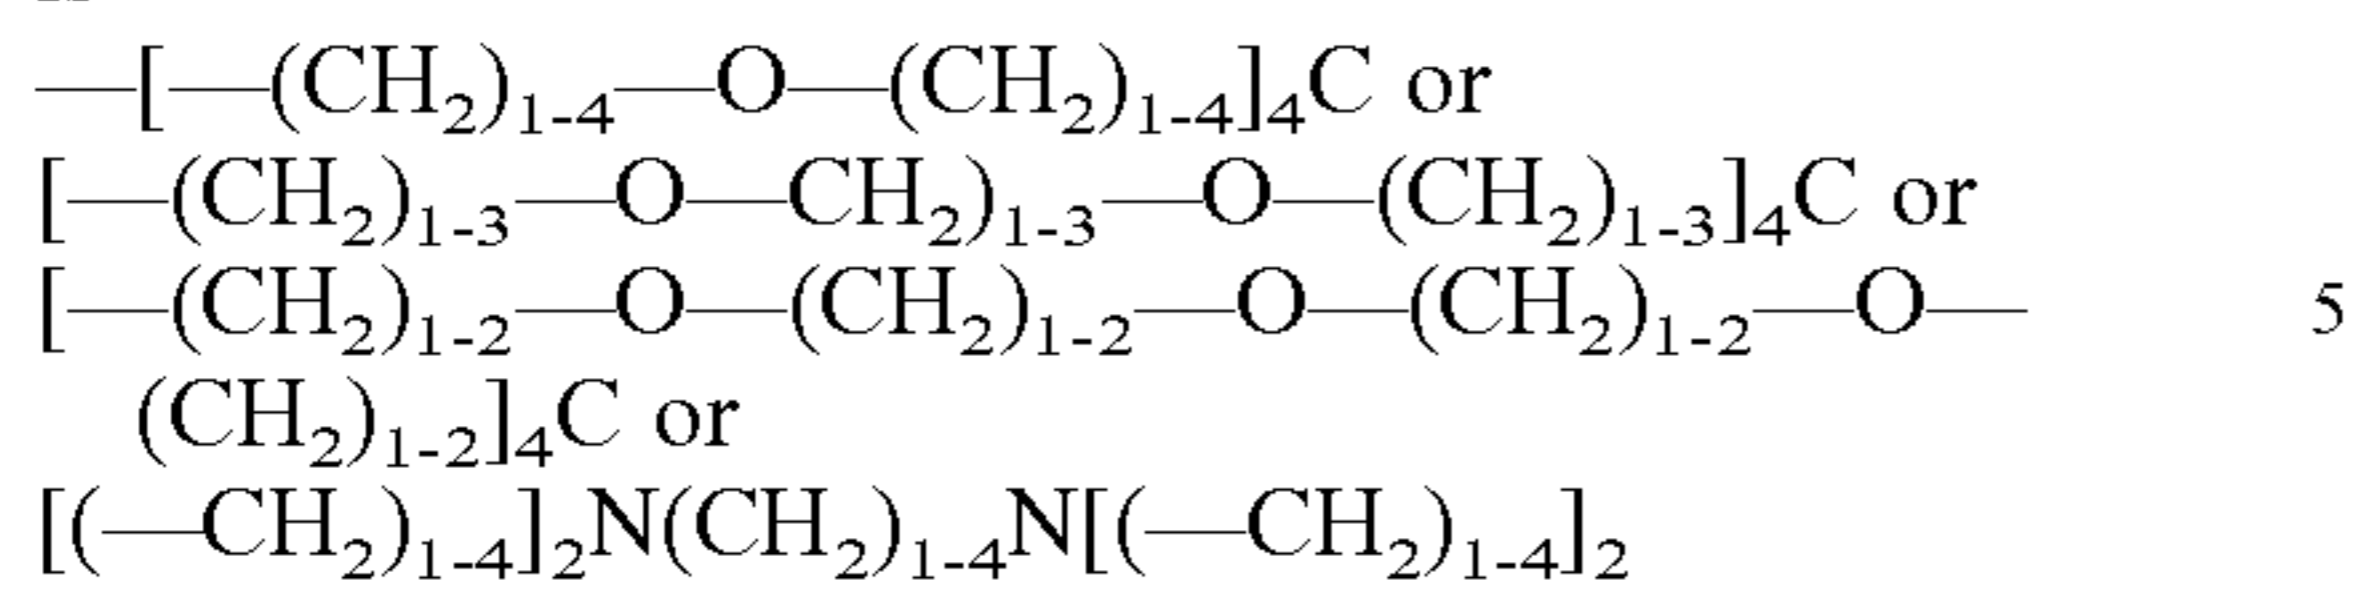 —[—(CH₂)₁₋₄—O—(CH₂)₁₋₄]₄C or
[—(CH₂)₁₋₃—O—CH₂)₁₋₃—O—(CH₂)₁₋₃]₄C or
[—(CH₂)₁₋₂—O—(CH₂)₁₋₂—O—(CH₂)₁₋₂—O— 5
(CH₂)₁₋₂]₄C or
[(—CH₂)₁₋₄]₂N(CH₂)₁₋₄N[(—CH₂)₁₋₄]₂